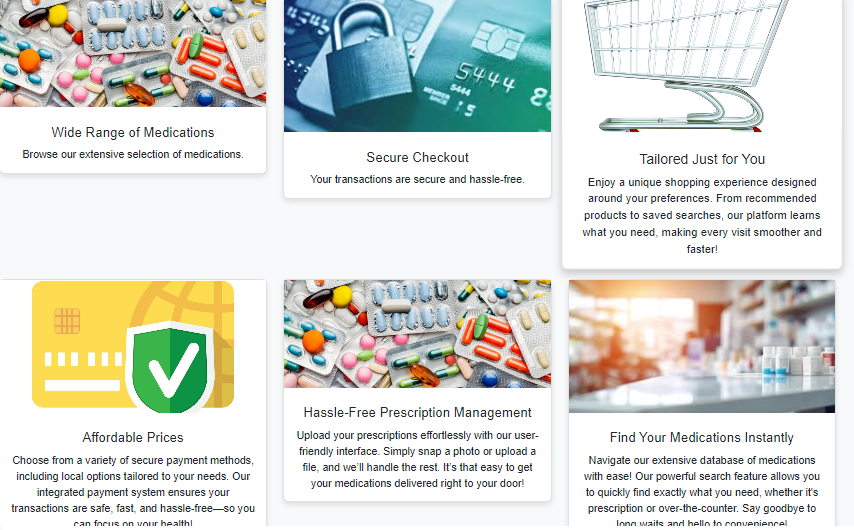 5444
5444
MEMBER
SINCE
15
Wide Range of Medications
Browse our extensive selection of medications.
Secure Checkout
Your transactions are secure and hassle-free.
Tailored Just for You
Enjoy a unique shopping experience designed
around your preferences. From recommended
products to saved searches, our platform learns
what you need, making every visit smoother and
faster!
Affordable Prices
Choose from a variety of secure payment methods,
including local options tailored to your needs. Our
integrated payment system ensures your
transactions are safe, fast, and hassle-free—so you
can focus on your health!
Hassle-Free Prescription Management
Upload your prescriptions effortlessly with our user-
friendly interface. Simply snap a photo or upload a
file, and we'll handle the rest. It's that easy to get
your medications delivered right to your door!
Find Your Medications Instantly
Navigate our extensive database of medications
with ease! Our powerful search feature allows you
to quickly find exactly what you need, whether it's
prescription or over-the-counter. Say goodbye to
long waits and hello to convenience!